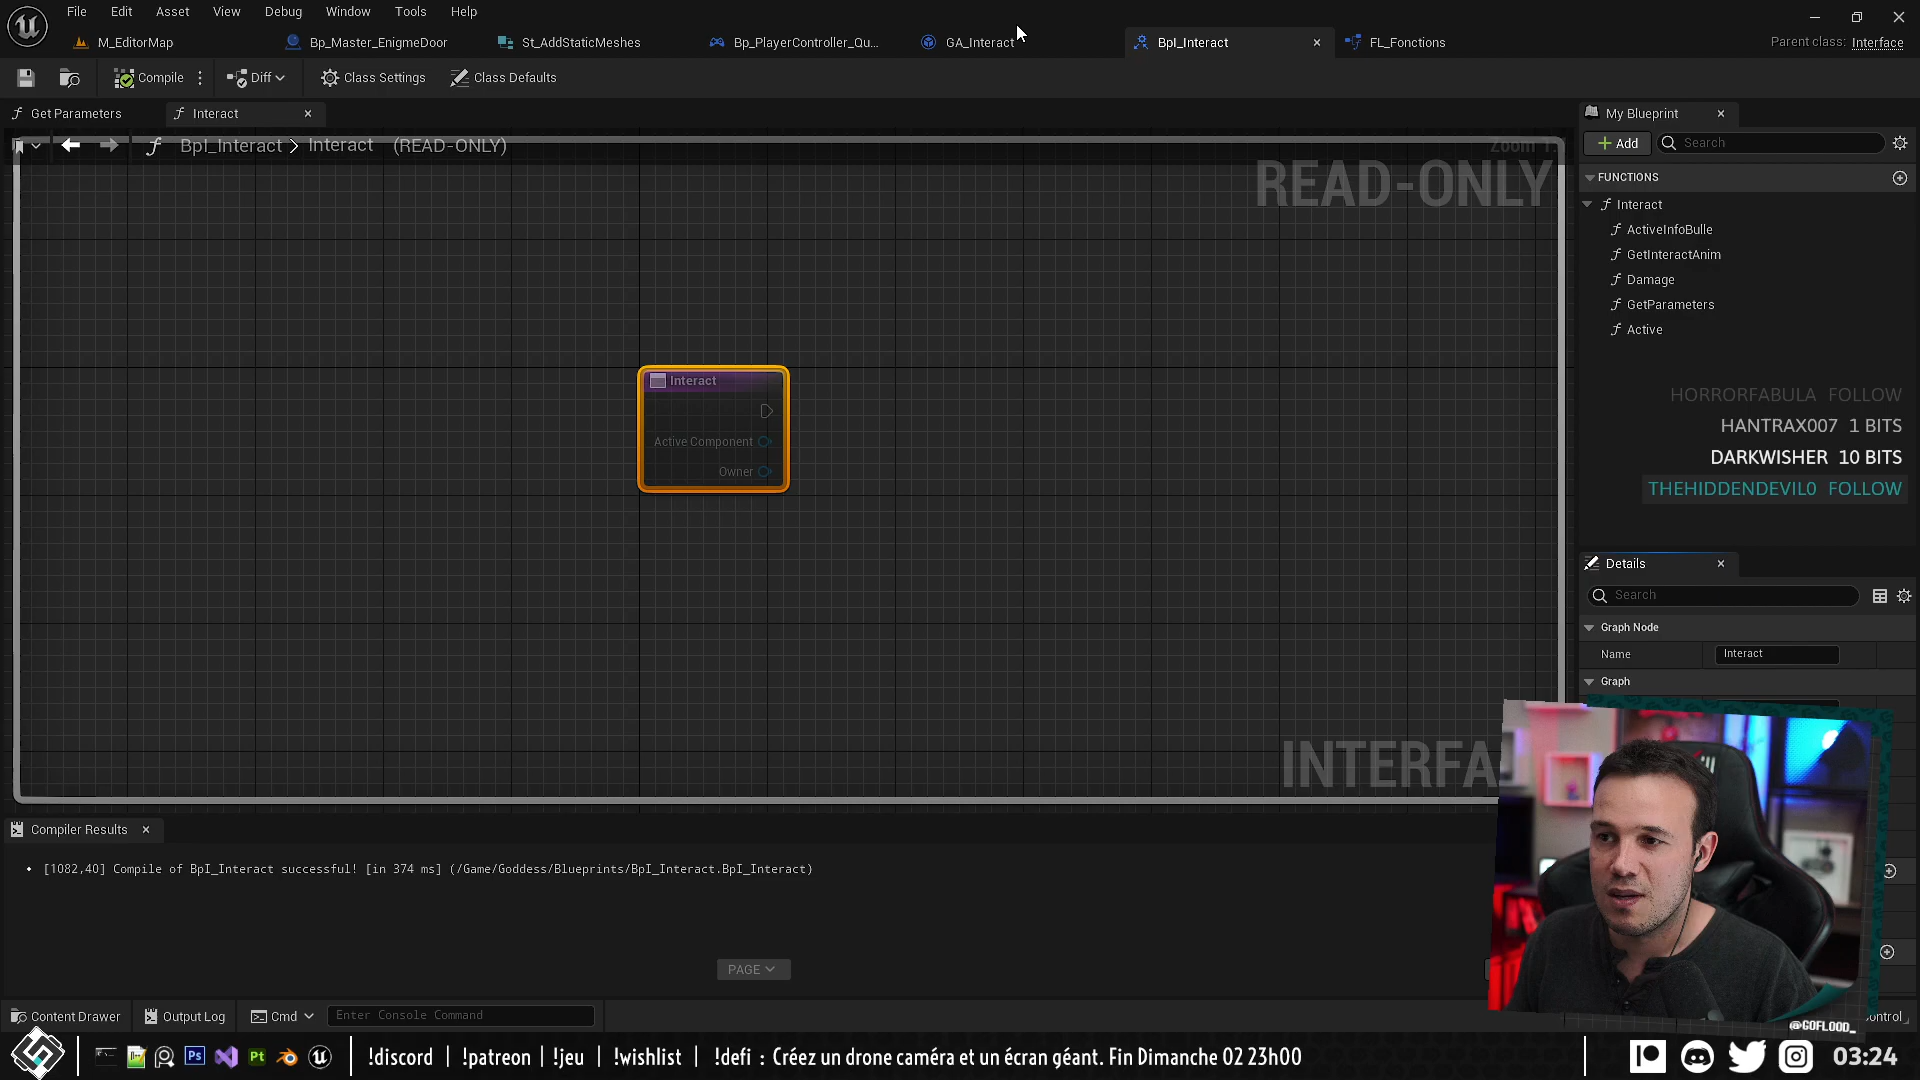 File Edit Asset View Debug Window Tools Help
M_EditorMap Bp_Master_EnigmeDoor St_AddStaticMeshes Bp_PlayerController_Qu... GA_Interact BpI_Interact FL_Fonctions Parent class: Interface
Compile Diff Class Settings Class Defaults
Get Parameters Interact
BpI_Interact > Interact (READ-ONLY)
READ-ONLY
Interact
Active Component
Owner
INTERFA
My Blueprint
Add Search
FUNCTIONS
Interact
ActiveInfoBulle
GetInteractAnim
Damage
GetParameters
Active
HORRORFABULA FOLLOW
HANTRAX007 1 BITS
DARKWISHER 10 BITS
THEHIDDENDEVIL0 FOLLOW
Details
Search
Graph Node
Name Interact
Graph
Compiler Results
[1082,40] Compile of BpI_Interact successful! [in 374 ms] (/Game/Goddess/Blueprints/BpI_Interact.BpI_Interact)
PAGE
Content Drawer Output Log Cmd Enter Console Command
@GOFLOOD_
!discord | !patreon | !jeu | !wishlist | !defi : Créez un drone caméra et un écran géant. Fin Dimanche 02 23h00
03:24